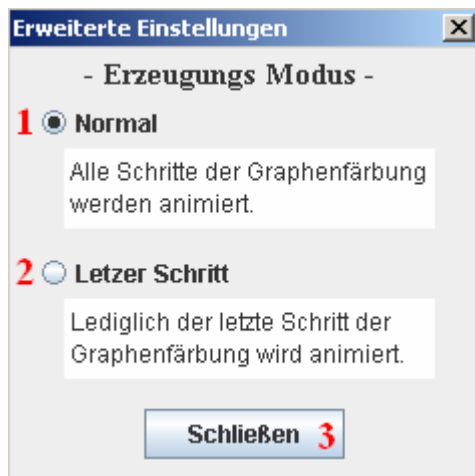 Erweiterte Einstellungen
- Erzeugungs Modus -
1 Normal
Alle Schritte der Graphenfärbung
werden animiert.
2 Letzer Schritt
Lediglich der letzte Schritt der
Graphenfärbung wird animiert.
Schließen 3